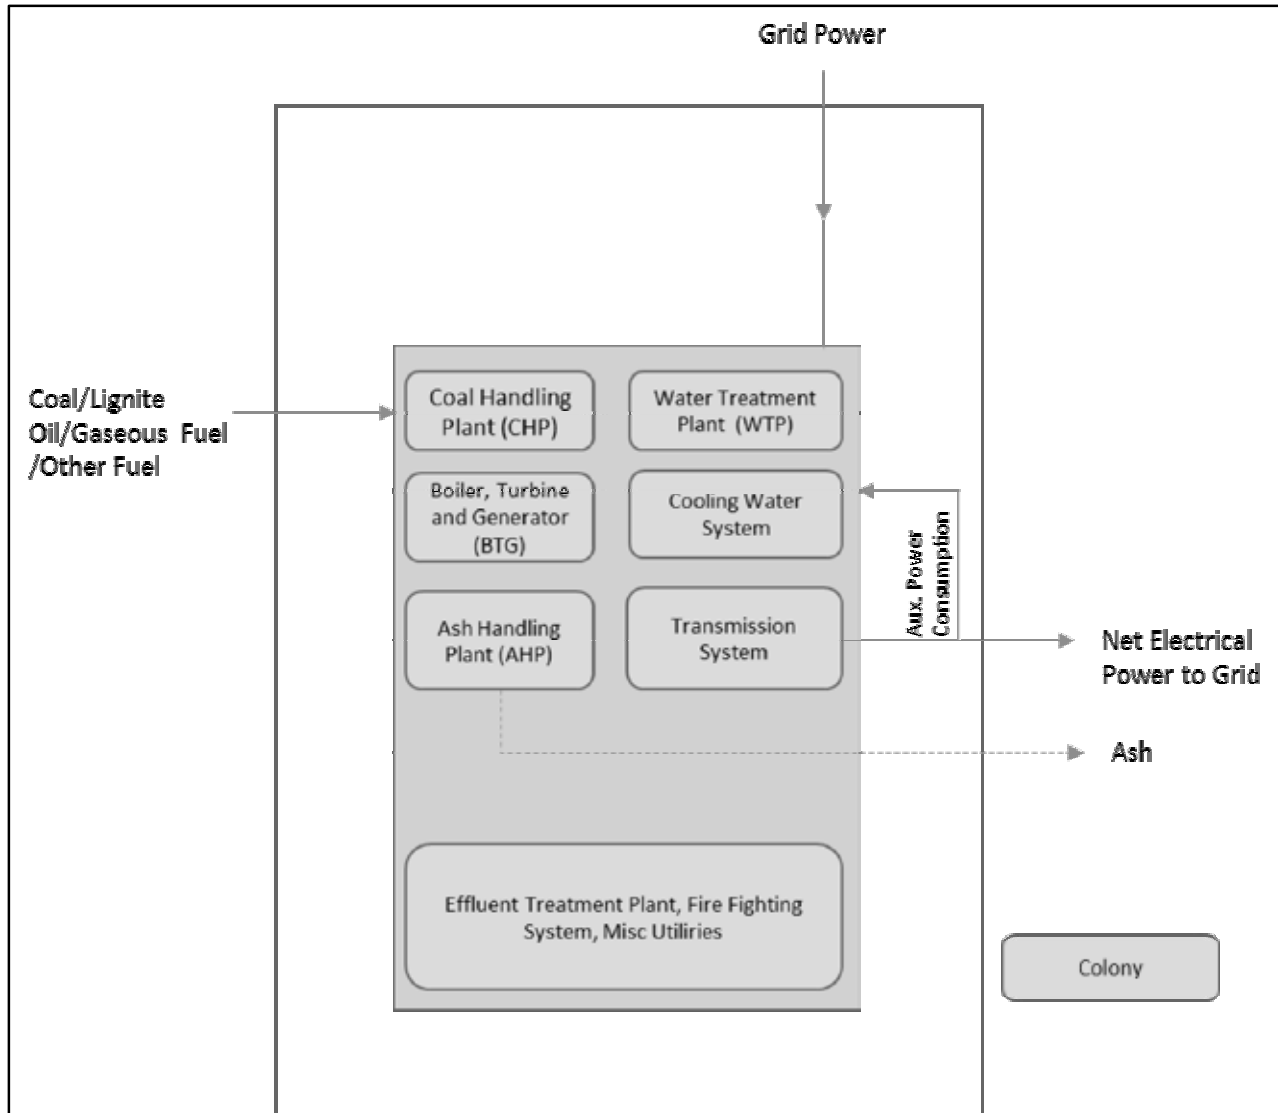 Grid Power
Coal/Lignite
Oil/Gaseous Fuel
/Other Fuel
Coal Handling
Plant (CHP)
Water Treatment
Plant (WTP)
Boiler, Turbine
and Generator
(BTG)
Cooling Water
System
Aux. Power
Consumption
Ash Handling
Plant (AHP)
Transmission
System
Net Electrical
Power to Grid
Ash
Effluent Treatment Plant, Fire Fighting
System, Misc Utiliries
Colony